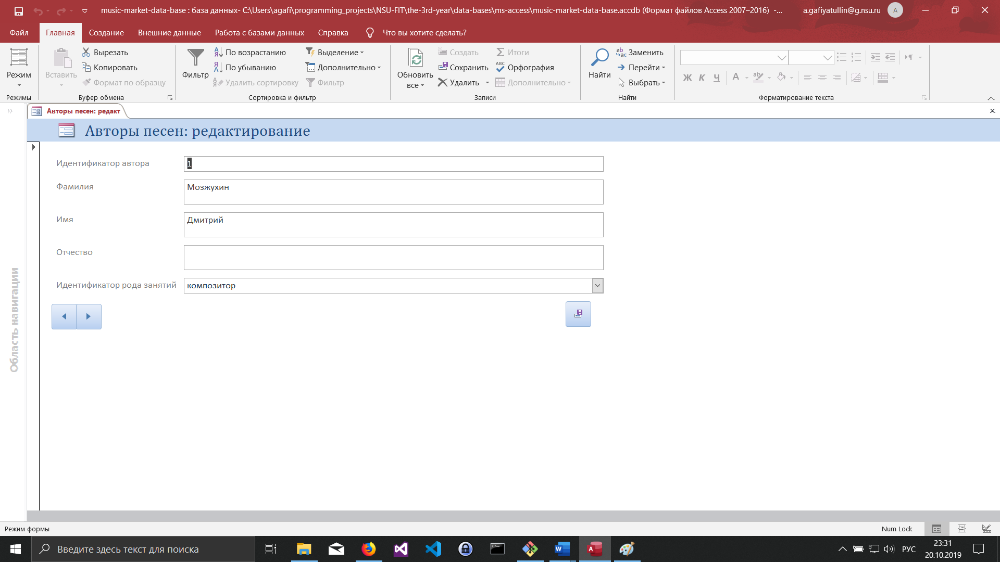 music-market-data-base : база данных- C:\Users\agafi\programming_projects\NSU-FIT\the-3rd-year\data-bases\ms-access\music-market-data-base.accdb (Формат файлов Access 2007–2016) -...
a.gafiyatullin@g.nsu.ru
A
Файл
Главная
Создание
Внешние данные
Работа с базами данных
Справка
Что вы хотите сделать?
Режим
Режимы
Вставить
Вырезать
Копировать
Формат по образцу
Буфер обмена
Фильтр
По возрастанию
По убыванию
Удалить сортировку
Выделение
Дополнительно
Фильтр
Сортировка и фильтр
Обновить
все
Создать
Сохранить
Удалить
Итоги
Орфография
Дополнительно
Записи
Найти
Заменить
Перейти
Выбрать
Найти
Ж К Ч
A
Форматирование текста
Авторы песен: редакт
Авторы песен: редактирование
Область навигации
Идентификатор автора
1
Фамилия
Мозжухин
Имя
Дмитрий
Отчество
Идентификатор рода занятий
композитор
Режим формы
Num Lock
Введите здесь текст для поиска
РУС
23:31
20.10.2019